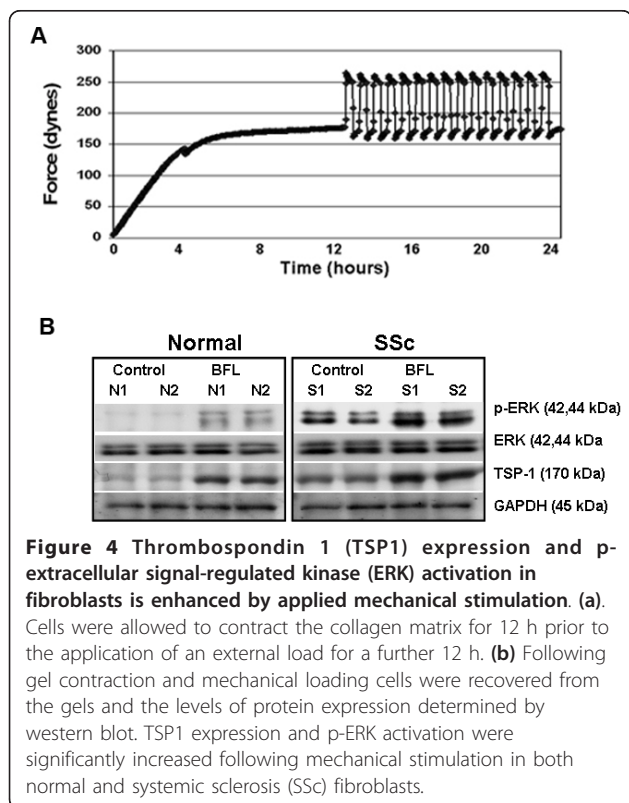 A
300
250
200
150
100
50
0
Force (dynes)
0 4 8 12 16 20 24
Time (hours)
B
Normal SSc
Control BFL Control BFL
N1 N2 N1 N2 S1 S2 S1 S2
p-ERK (42,44 kDa)
ERK (42,44 kDa
TSP-1 (170 kDa)
GAPDH (45 kDa)
Figure 4 Thrombospondin 1 (TSP1) expression and p-
extracellular signal-regulated kinase (ERK) activation in
fibroblasts is enhanced by applied mechanical stimulation. (a).
Cells were allowed to contract the collagen matrix for 12 h prior to
the application of an external load for a further 12 h. (b) Following
gel contraction and mechanical loading cells were recovered from
the gels and the levels of protein expression determined by
western blot. TSP1 expression and p-ERK activation were
significantly increased following mechanical stimulation in both
normal and systemic sclerosis (SSc) fibroblasts.